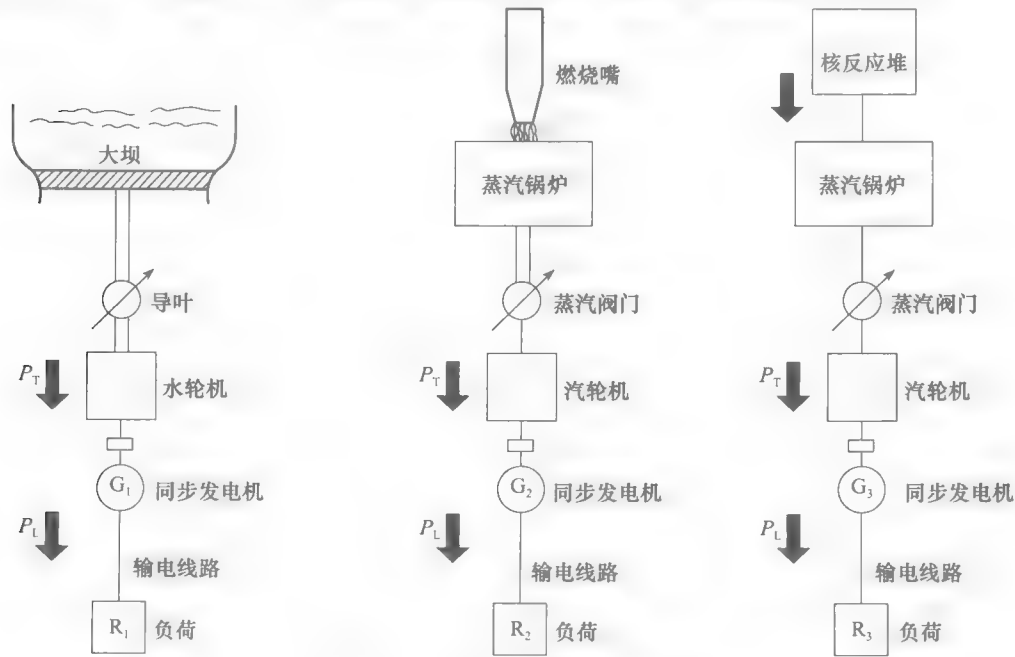 大坝
导叶
P_T
水轮机
G₁
同步发电机
P_L
输电线路
R₁
负荷
燃烧嘴
蒸汽锅炉
蒸汽阀门
P_T
汽轮机
G₂
同步发电机
P_L
输电线路
R₂
负荷
核反应堆
蒸汽锅炉
蒸汽阀门
P_T
汽轮机
G₃
同步发电机
P_L
输电线路
R₃
负荷